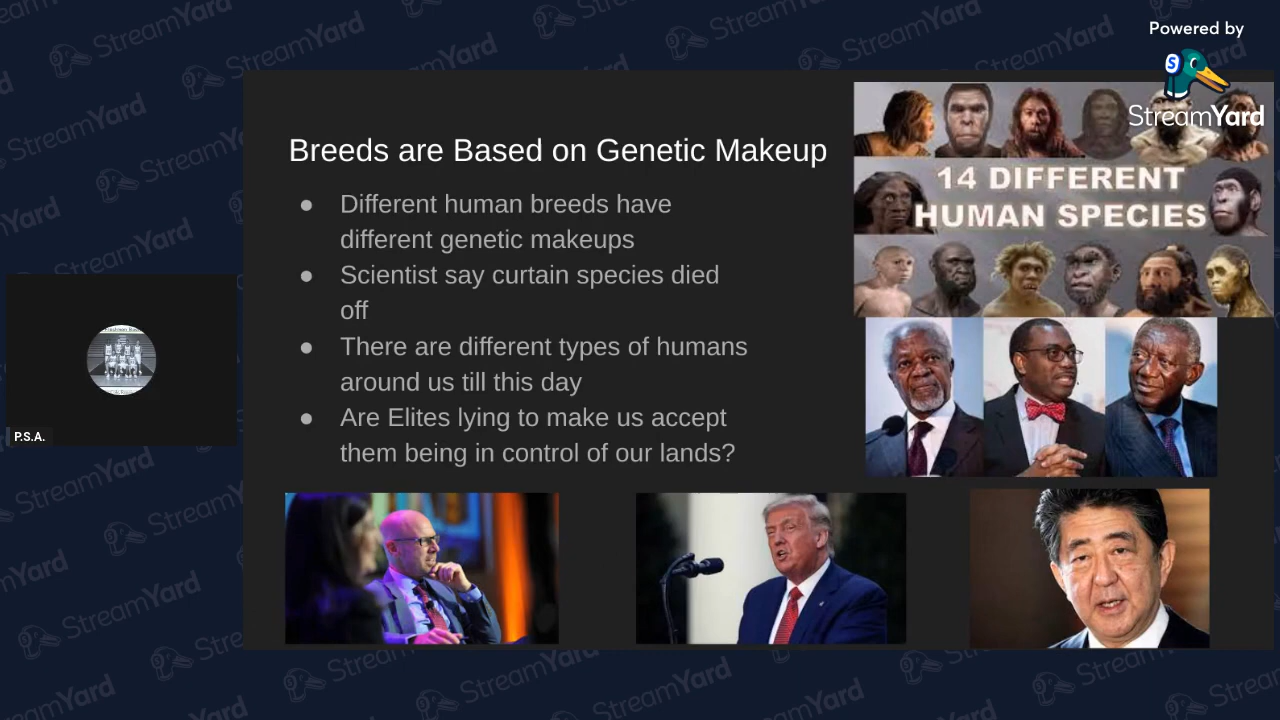 Powered by
StreamYard
Breeds are Based on Genetic Makeup
● Different human breeds have
different genetic makeups
● Scientist say curtain species died
off
● There are different types of humans
around us till this day
● Are Elites lying to make us accept
them being in control of our lands?
14 DIFFERENT
HUMAN SPECIES
P.S.A.